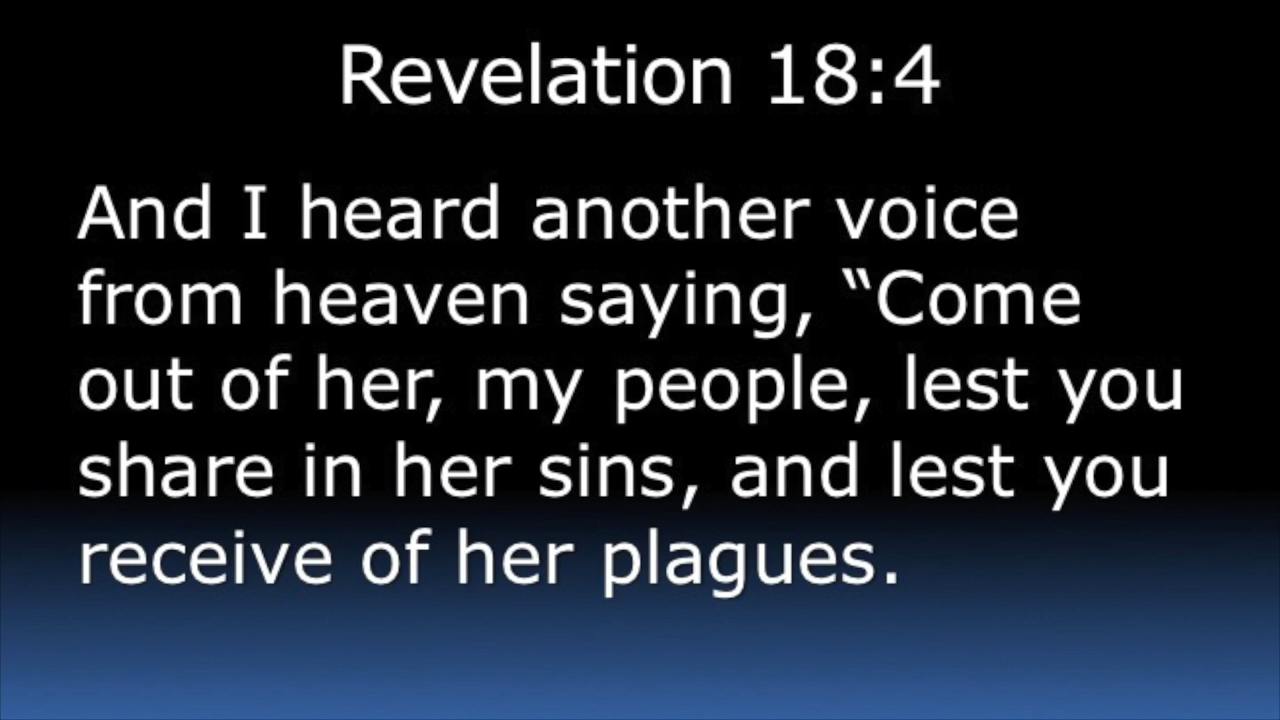 Revelation 18:4
And I heard another voice
from heaven saying, “Come
out of her, my people, lest you
share in her sins, and lest you
receive of her plagues.